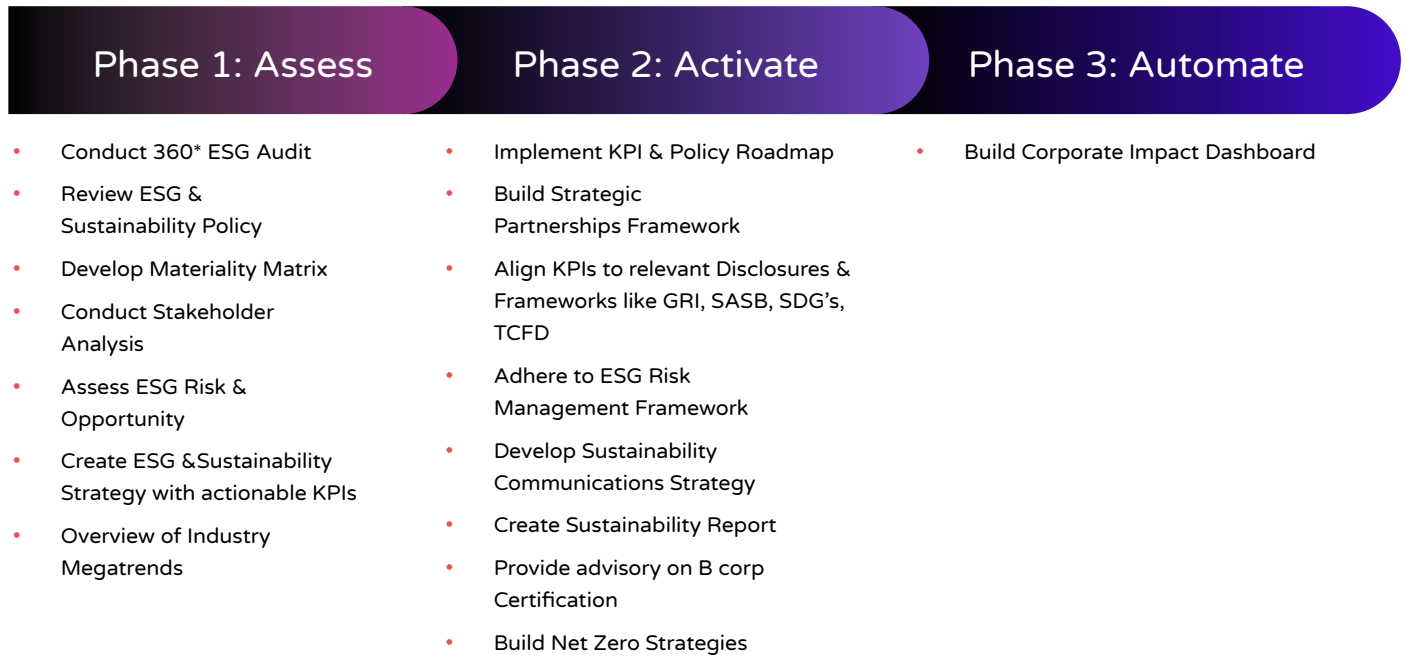 Phase 1: Assess
• Conduct 360* ESG Audit
• Review ESG &
Sustainability Policy
• Develop Materiality Matrix
• Conduct Stakeholder
Analysis
• Assess ESG Risk &
Opportunity
• Create ESG &Sustainability
Strategy with actionable KPIs
• Overview of Industry
Megatrends
Phase 2: Activate
• Implement KPI & Policy Roadmap
• Build Strategic
Partnerships Framework
• Align KPIs to relevant Disclosures &
Frameworks like GRI, SASB, SDG's,
TCFD
• Adhere to ESG Risk
Management Framework
• Develop Sustainability
Communications Strategy
• Create Sustainability Report
• Provide advisory on B corp
Certification
• Build Net Zero Strategies
Phase 3: Automate
• Build Corporate Impact Dashboard